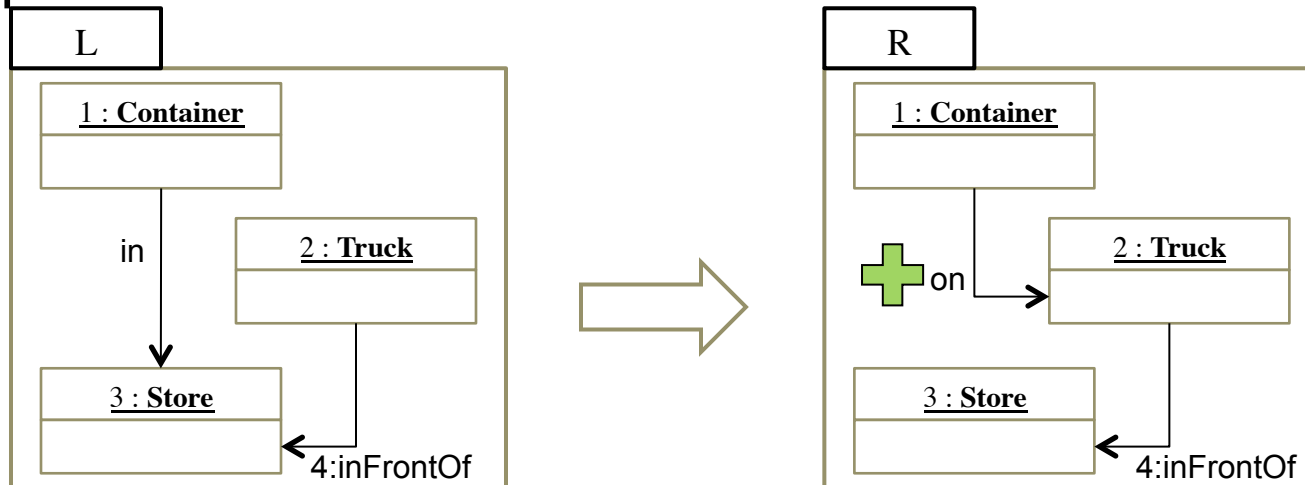 L
1 : Container
in
2 : Truck
3 : Store
4:inFrontOf
R
1 : Container
on
2 : Truck
3 : Store
4:inFrontOf